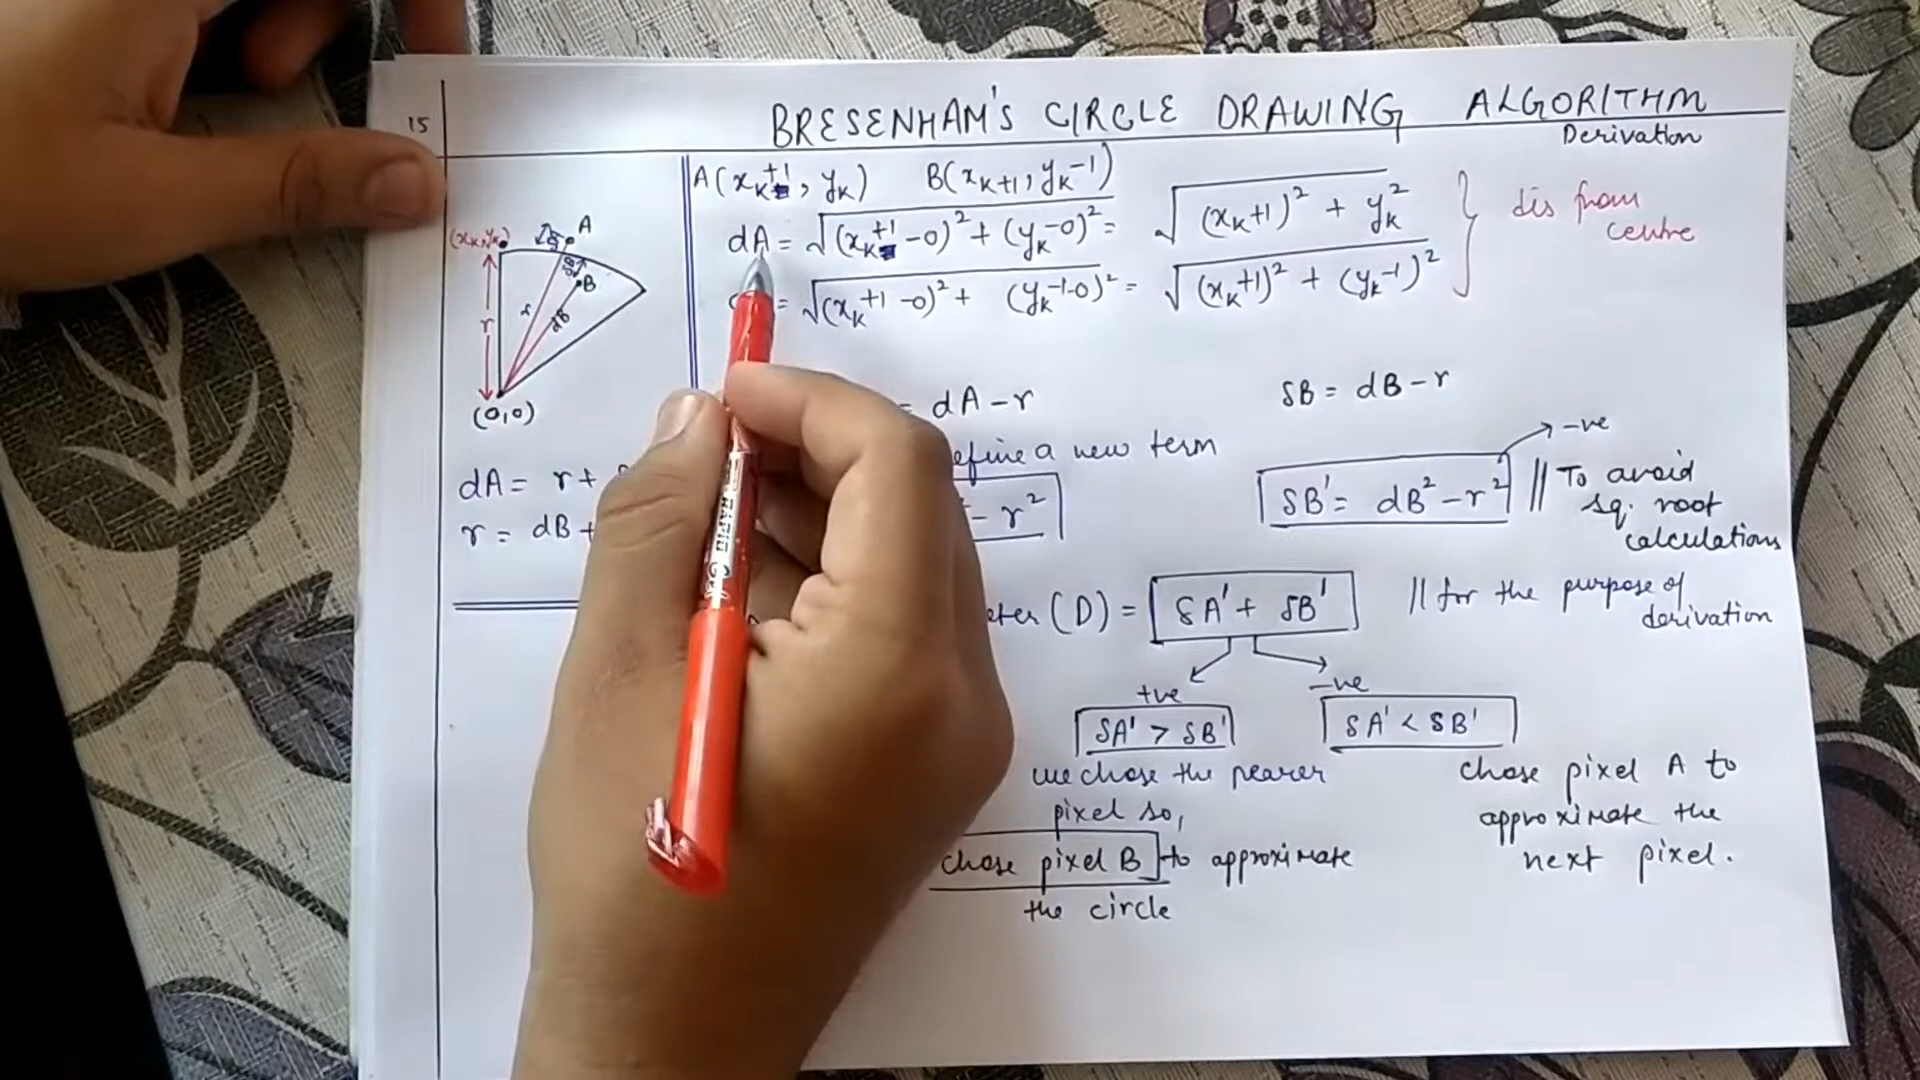 15
BRESENHAM'S CIRCLE DRAWING ALGORITHM
Derivation
A(xₖ+1, yₖ) B(xₖ+1, yₖ-1)
dA = √(xₖ+1 -0)² + (yₖ-0)² = √(xₖ+1)² + yₖ²
= √(xₖ+1 -0)² + (yₖ-1-0)² = √(xₖ+1)² + (yₖ-1)²
} dis from
centre
(xₖ,yₖ)
A
B
r
r
dB
(0,0)
= dA-r δB = dB-r
-ve
a new term
- r² δB' = dB² - r² // To avoid
sq. root
calculations
dA = r+
r = dB+
(D) = δA' + δB' // for the purpose of
derivation
+ve -ve
δA' > δB' δA' < δB'
we chose the nearer
pixel so,
chose pixel B to approximate
the circle
chose pixel A to
approximate the
next pixel.